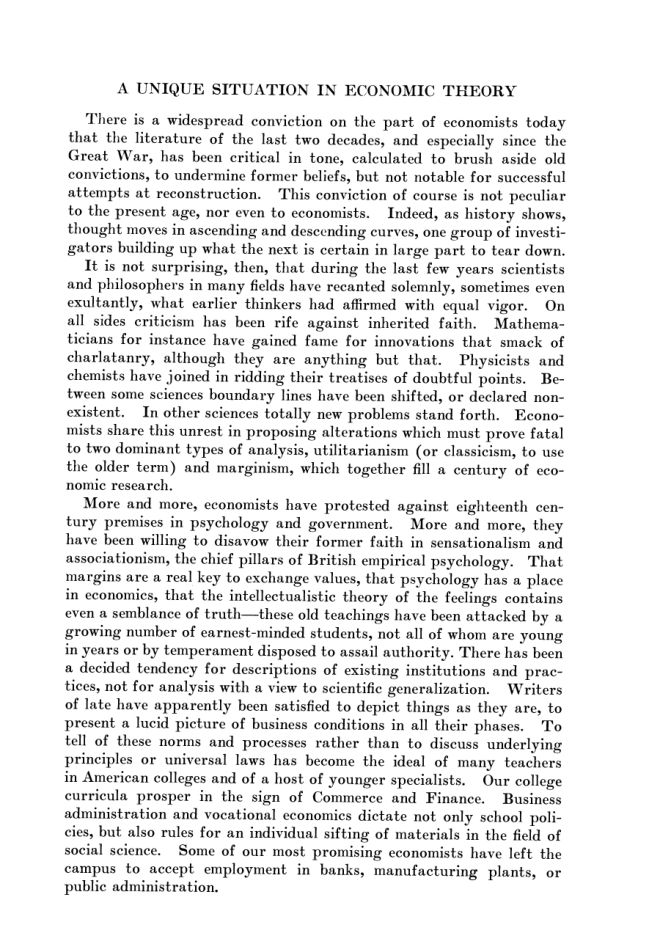 A UNIQUE SITUATION IN ECONOMIC THEORY
There is a widespread conviction on the part of economists today
that the literature of the last two decades, and especially since the
Great War, has been critical in tone, calculated to brush aside old
convictions, to undermine former beliefs, but not notable for successful
attempts at reconstruction. This conviction of course is not peculiar
to the present age, nor even to economists. Indeed, as history shows,
thought moves in ascending and descending curves, one group of investi-
gators building up what the next is certain in large part to tear down.
It is not surprising, then, that during the last few years scientists
and philosophers in many fields have recanted solemnly, sometimes even
exultantly, what earlier thinkers had affirmed with equal vigor. On
all sides criticism has been rife against inherited faith. Mathema-
ticians for instance have gained fame for innovations that smack of
charlatanry, although they are anything but that. Physicists and
chemists have joined in ridding their treatises of doubtful points. Be-
tween some sciences boundary lines have been shifted, or declared non-
existent. In other sciences totally new problems stand forth. Econo-
mists share this unrest in proposing alterations which must prove fatal
to two dominant types of analysis, utilitarianism (or classicism, to use
the older term) and marginism, which together fill a century of eco-
nomic research.
More and more, economists have protested against eighteenth cen-
tury premises in psychology and government. More and more, they
have been willing to disavow their former faith in sensationalism and
associationism, the chief pillars of British empirical psychology. That
margins are a real key to exchange values, that psychology has a place
in economics, that the intellectualistic theory of the feelings contains
even a semblance of truth—these old teachings have been attacked by a
growing number of earnest-minded students, not all of whom are young
in years or by temperament disposed to assail authority. There has been
a decided tendency for descriptions of existing institutions and prac-
tices, not for analysis with a view to scientific generalization. Writers
of late have apparently been satisfied to depict things as they are, to
present a lucid picture of business conditions in all their phases. To
tell of these norms and processes rather than to discuss underlying
principles or universal laws has become the ideal of many teachers
in American colleges and of a host of younger specialists. Our college
curricula prosper in the sign of Commerce and Finance. Business
administration and vocational economics dictate not only school poli-
cies, but also rules for an individual sifting of materials in the field of
social science. Some of our most promising economists have left the
campus to accept employment in banks, manufacturing plants, or
public administration.